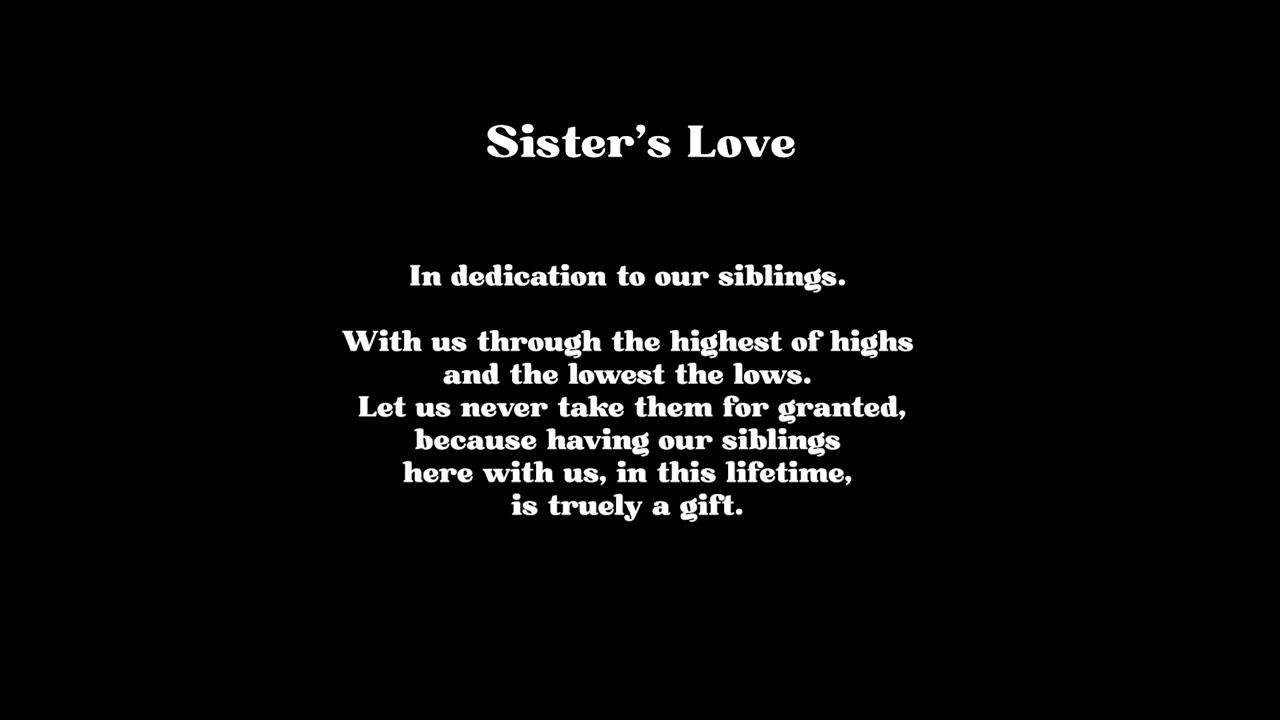 Sister’s Love
In dedication to our siblings.
With us through the highest of highs
and the lowest the lows.
Let us never take them for granted,
because having our siblings
here with us, in this lifetime,
is truely a gift.